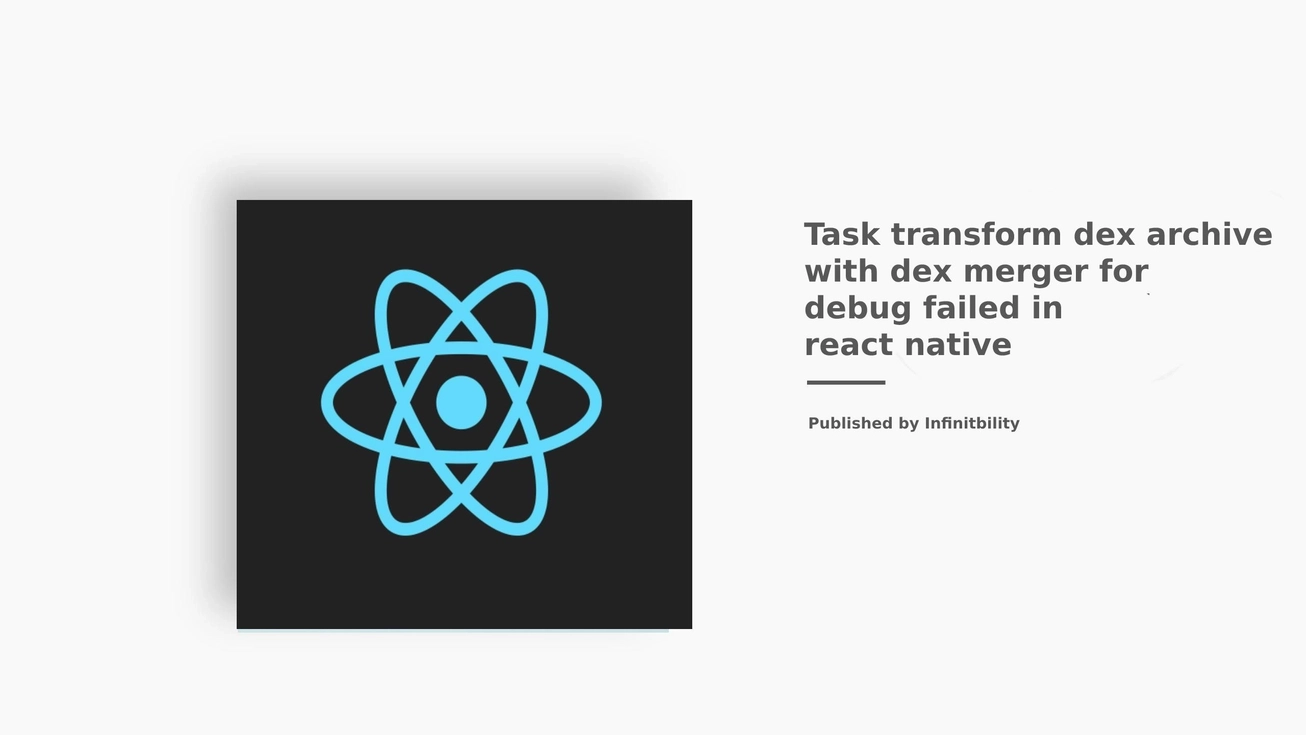 Task transform dex archive
with dex merger for
debug failed in
react native
Published by Infinitbility